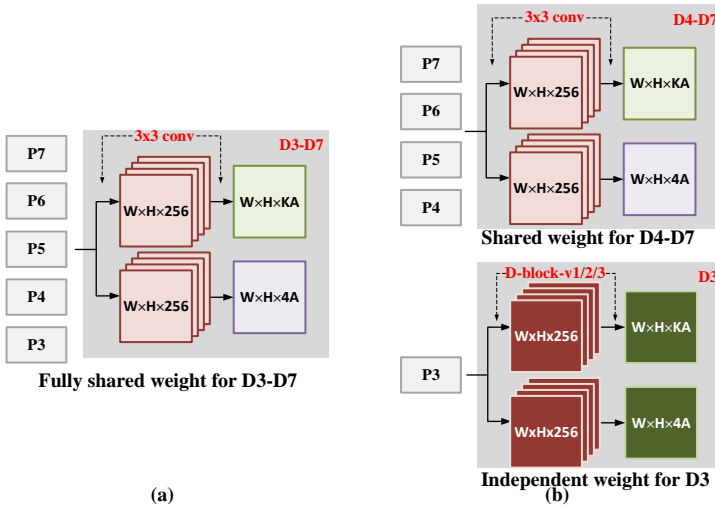 P7
P6
P5
P4
P3
3x3 conv
D3-D7
W×H×256
W×H×KA
W×H×256
W×H×4A
Fully shared weight for D3-D7
(a)
P7
P6
P5
P4
3x3 conv
D4-D7
W×H×256
W×H×KA
W×H×256
W×H×4A
Shared weight for D4-D7
P3
D-block-v1/2/3
D3
WxHx256
W×H×KA
WxHx256
W×H×4A
Independent weight for D3
(b)